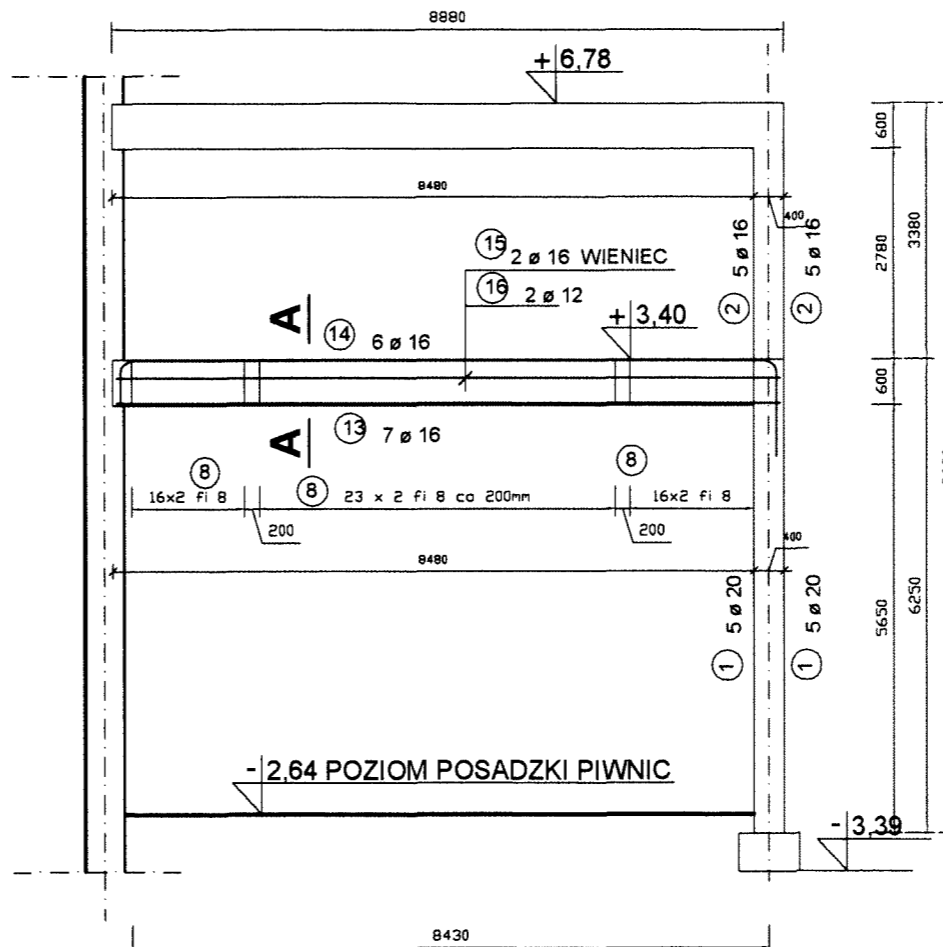 8880
+ 6,78
600
8480
400
5 ø 16
5 ø 16
2780
3380
15 2 ø 16 WIENIEC
16 2 ø 12
2
2
A
14 6 ø 16
+ 3,40
600
A
13 7 ø 16
8
8
8
16x2 fi 8
23 x 2 fi 8 co 200mm
16x2 fi 8
200
200
8480
400
5 ø 20
5 ø 20
5650
6250
1
1
- 2,64 POZIOM POSADZKI PIWNIC
- 3,39
8430